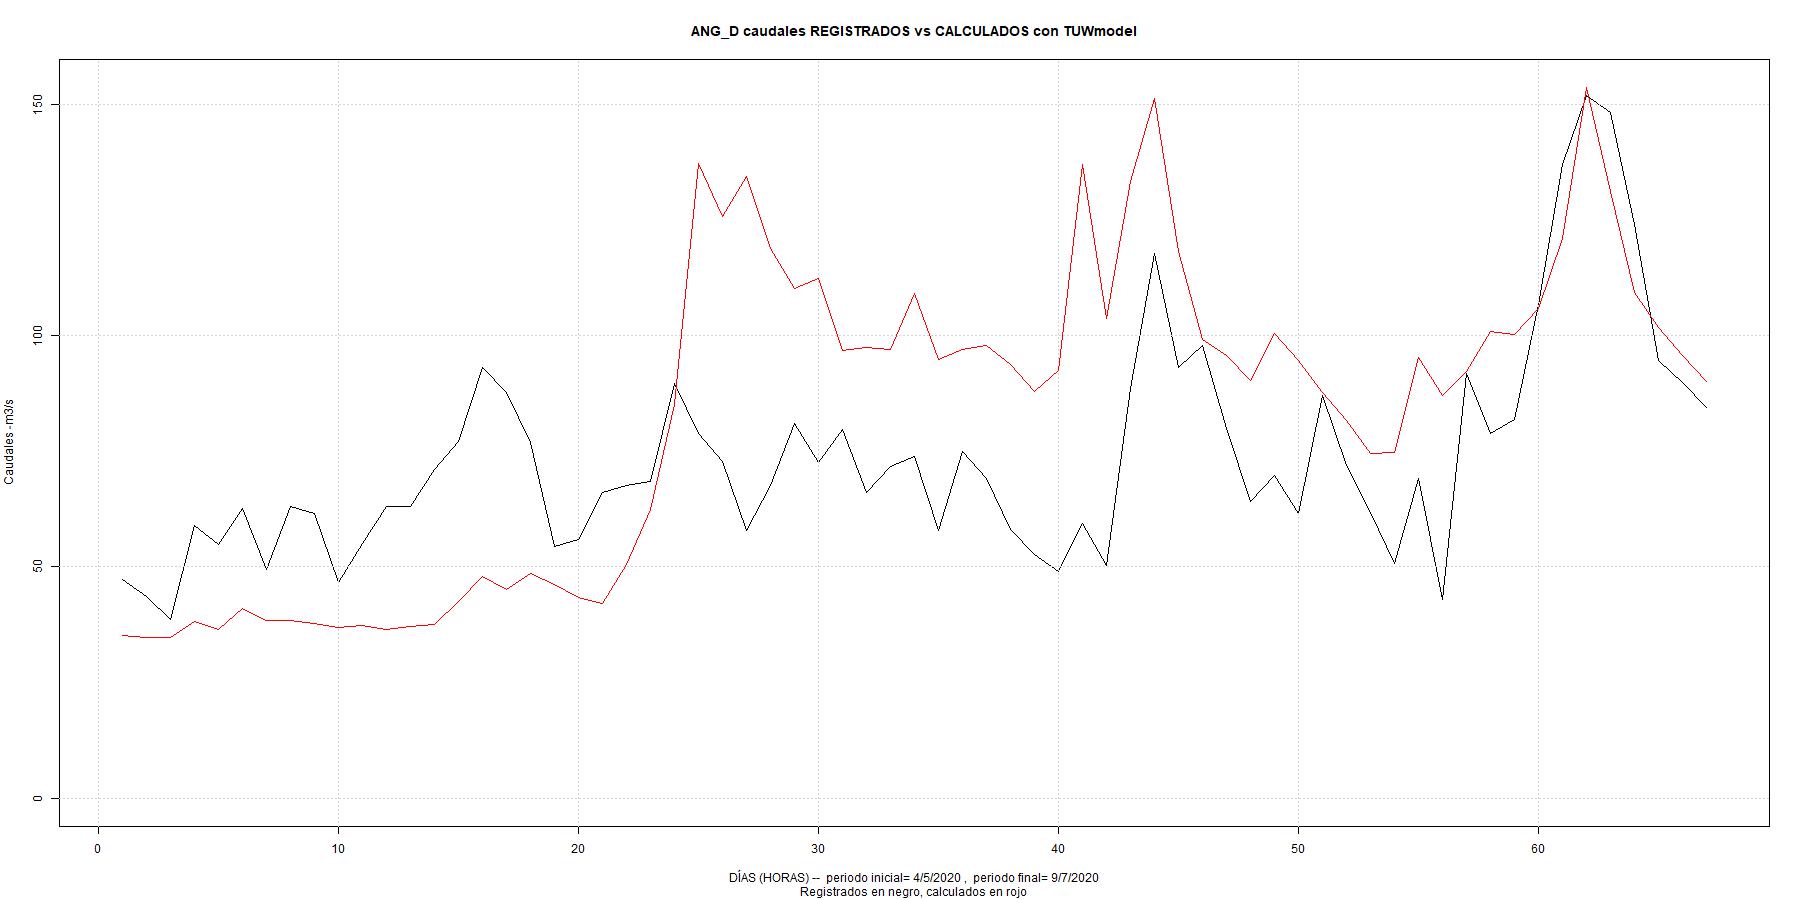 ANG_D caudales REGISTRADOS vs CALCULADOS con TUWmodel
150
100
50
0
Caudales -m3/s
0 10 20 30 40 50 60
DÍAS (HORAS) -- periodo inicial= 4/5/2020 , periodo final= 9/7/2020
Registrados en negro, calculados en rojo